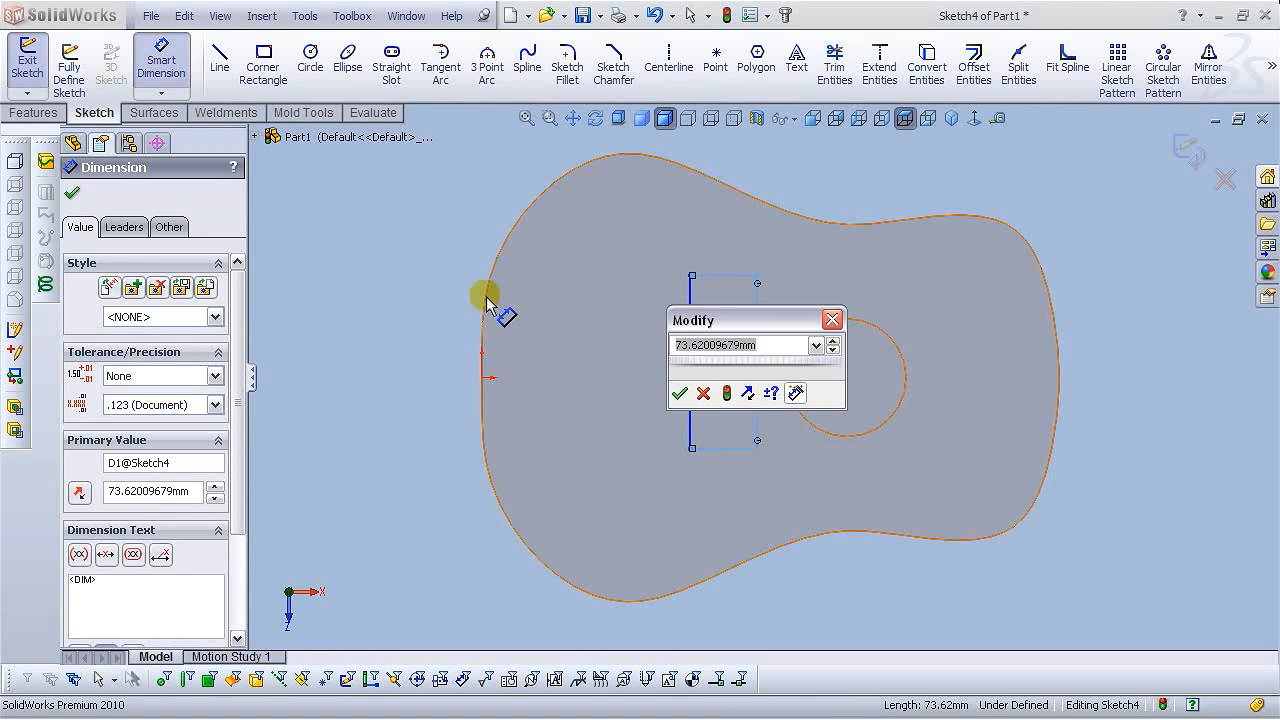 SolidWorks File Edit View Insert Tools Toolbox Window Help Sketch4 of Part1 *
Exit Sketch
Fully Define Sketch
3D Sketch
Smart Dimension
Line
Corner Rectangle
Circle
Ellipse
Straight Slot
Tangent Arc
3 Point Arc
Spline
Sketch Fillet
Sketch Chamfer
Centerline
Point
Polygon
Text
Trim Entities
Extend Entities
Convert Entities
Offset Entities
Split Entities
Fit Spline
Linear Sketch Pattern
Circular Sketch Pattern
Mirror Entities
Features Sketch Surfaces Weldments Mold Tools Evaluate
Part1 (Default<<Default>_...
Dimension ?
Value Leaders Other
Style
<NONE>
Tolerance/Precision
None
.123 (Document)
Primary Value
D1@Sketch4
73.62009679mm
Dimension Text
<DIM>
Modify
73.62009679mm
X
Z
Model Motion Study 1
SolidWorks Premium 2010 Length: 73.62mm Under Defined Editing Sketch4